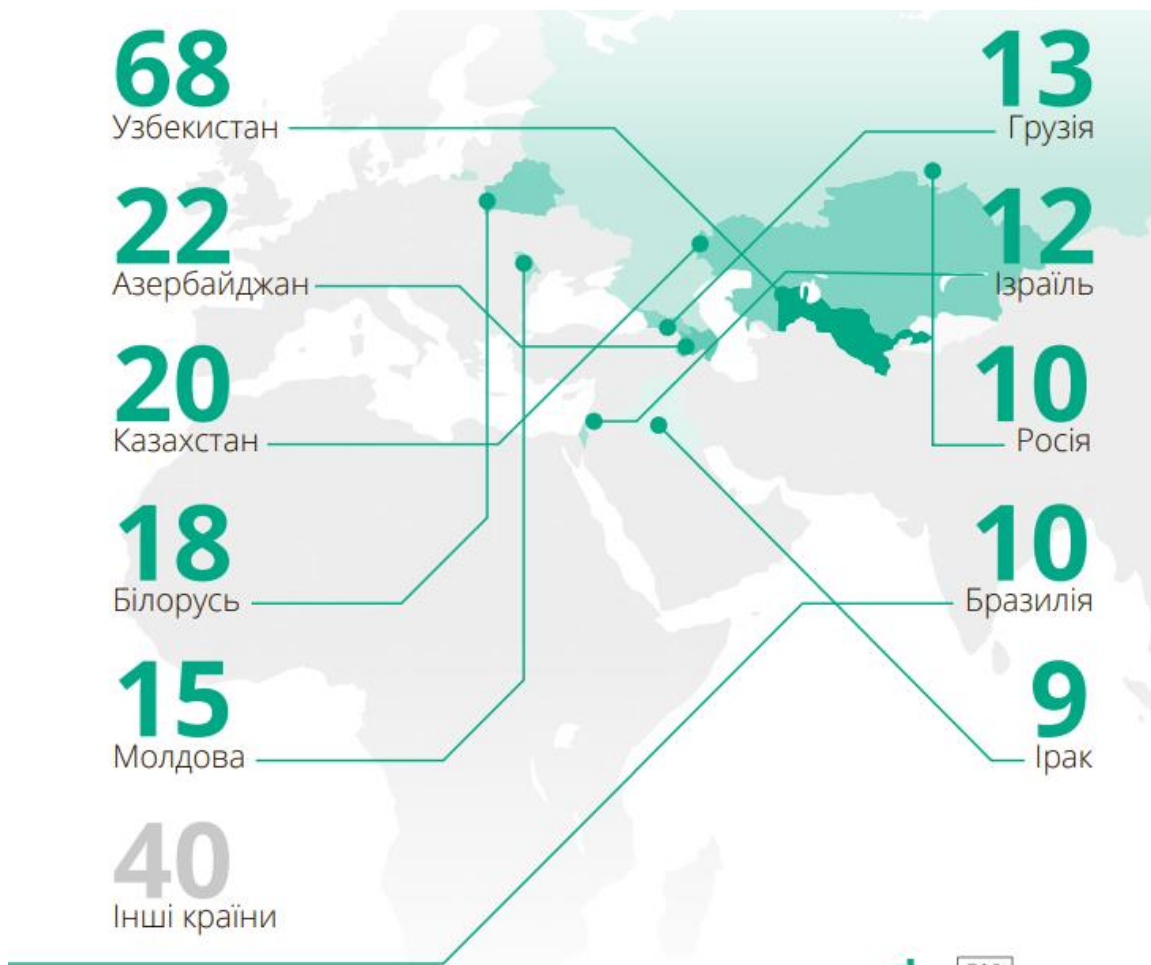 68
Узбекистан
22
Азербайджан
20
Казахстан
18
Білорусь
15
Молдова
40
Інші країни
13
Грузія
12
Ізраїль
10
Росія
10
Бразилія
9
Ірак